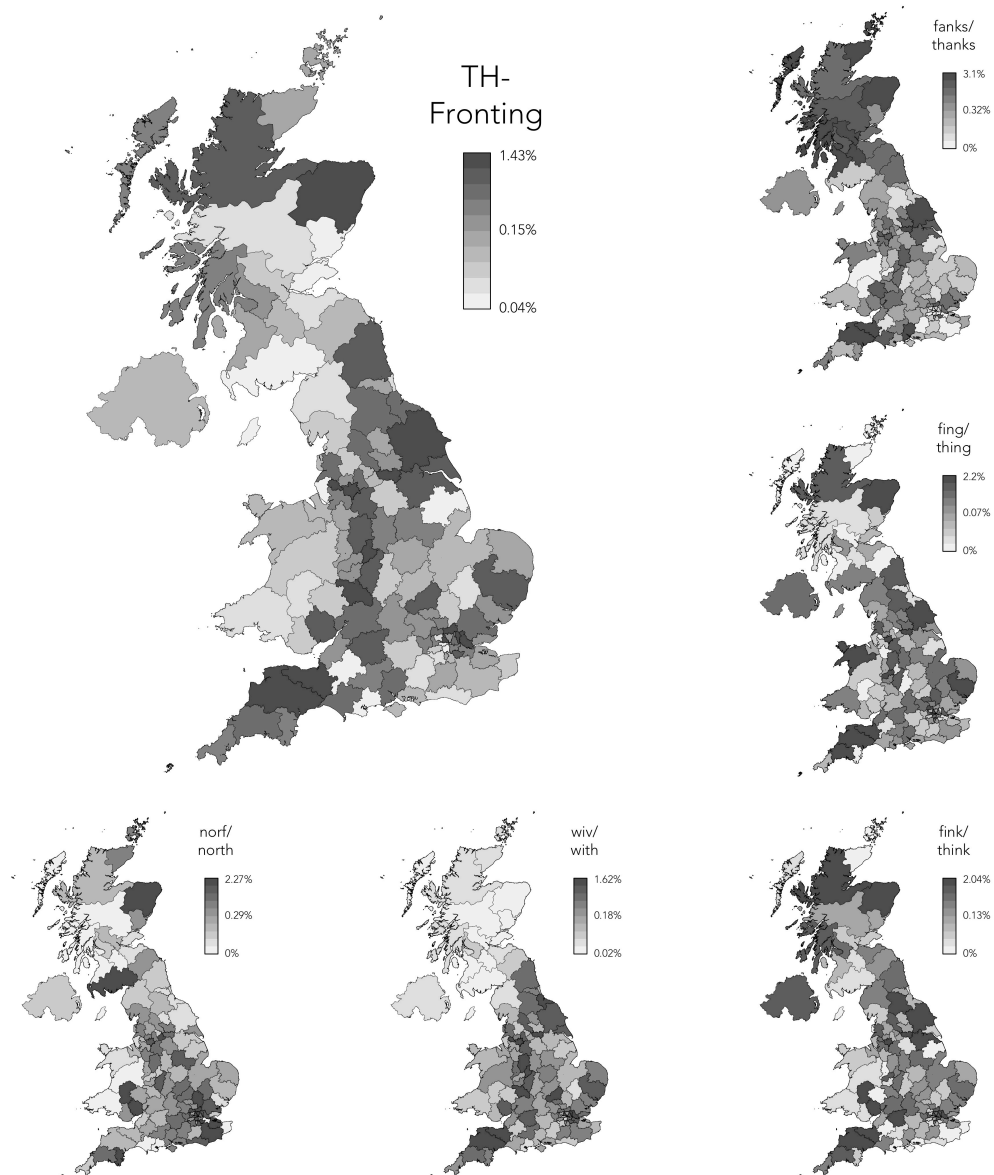 TH-
Fronting
1.43%
0.15%
0.04%
fanks/
thanks
3.1%
0.32%
0%
fing/
thing
2.2%
0.07%
0%
norf/
north
2.27%
0.29%
0%
wiv/
with
1.62%
0.18%
0.02%
fink/
think
2.04%
0.13%
0%